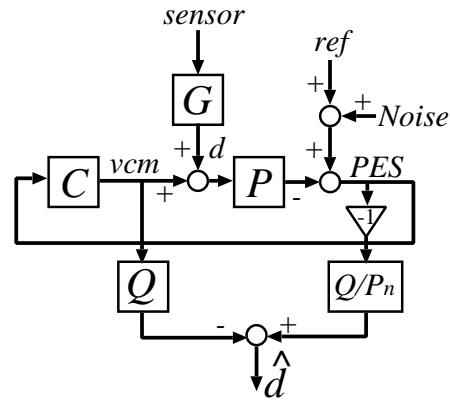 sensor
ref
+
G
+ Noise
+ d
+
C
vcm
+
P
-
PES
-1
Q
Q/Pn
-
+
d̂